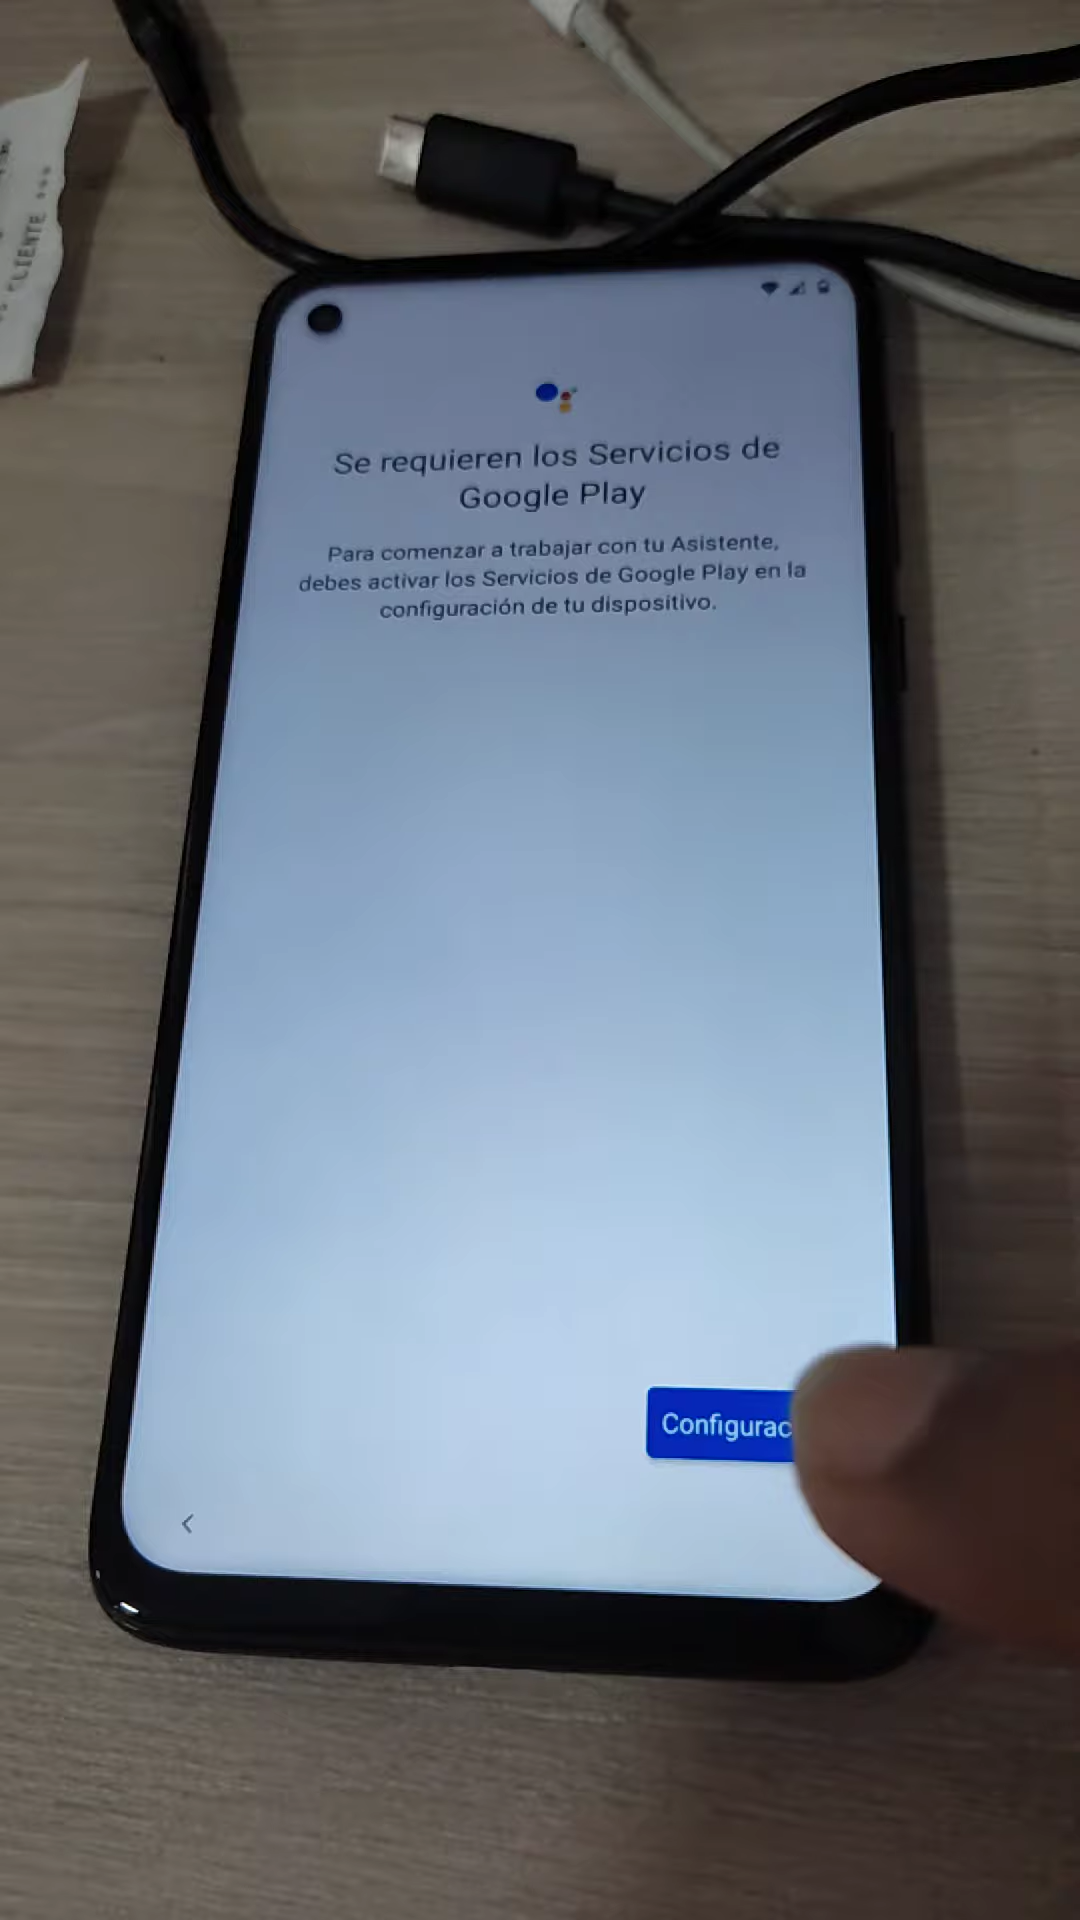 CLIENTE ***
Se requieren los Servicios de
Google Play
Para comenzar a trabajar con tu Asistente,
debes activar los Servicios de Google Play en la
configuración de tu dispositivo.
Configurac